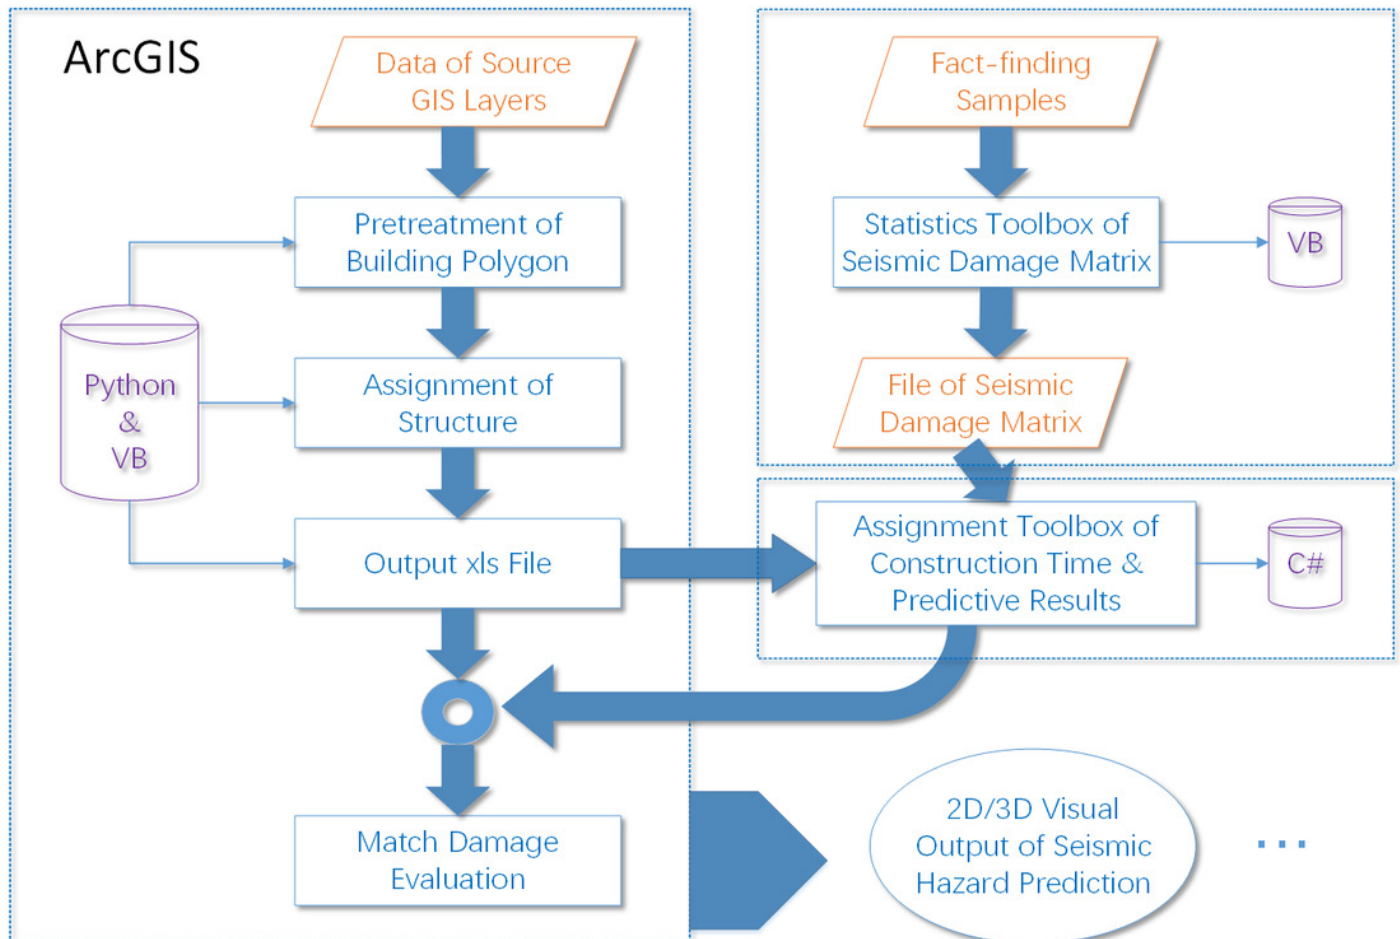 ArcGIS
Data of Source
GIS Layers
Pretreatment of
Building Polygon
Python
&
VB
Assignment of
Structure
Output xls File
Match Damage
Evaluation
Fact-finding
Samples
Statistics Toolbox of
Seismic Damage Matrix
VB
File of Seismic
Damage Matrix
Assignment Toolbox of
Construction Time &
Predictive Results
C#
2D/3D Visual
Output of Seismic
Hazard Prediction
...